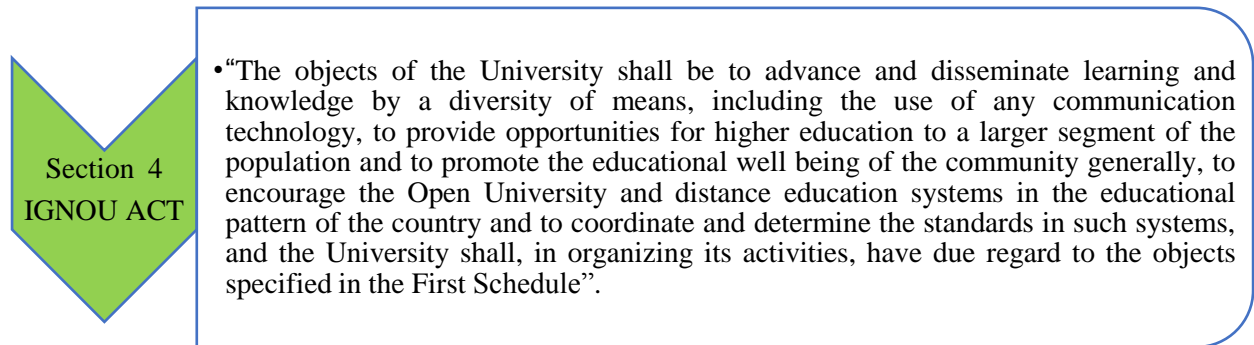 Section 4
IGNOU ACT
•“The objects of the University shall be to advance and disseminate learning and
knowledge by a diversity of means, including the use of any communication
technology, to provide opportunities for higher education to a larger segment of the
population and to promote the educational well being of the community generally, to
encourage the Open University and distance education systems in the educational
pattern of the country and to coordinate and determine the standards in such systems,
and the University shall, in organizing its activities, have due regard to the objects
specified in the First Schedule”.